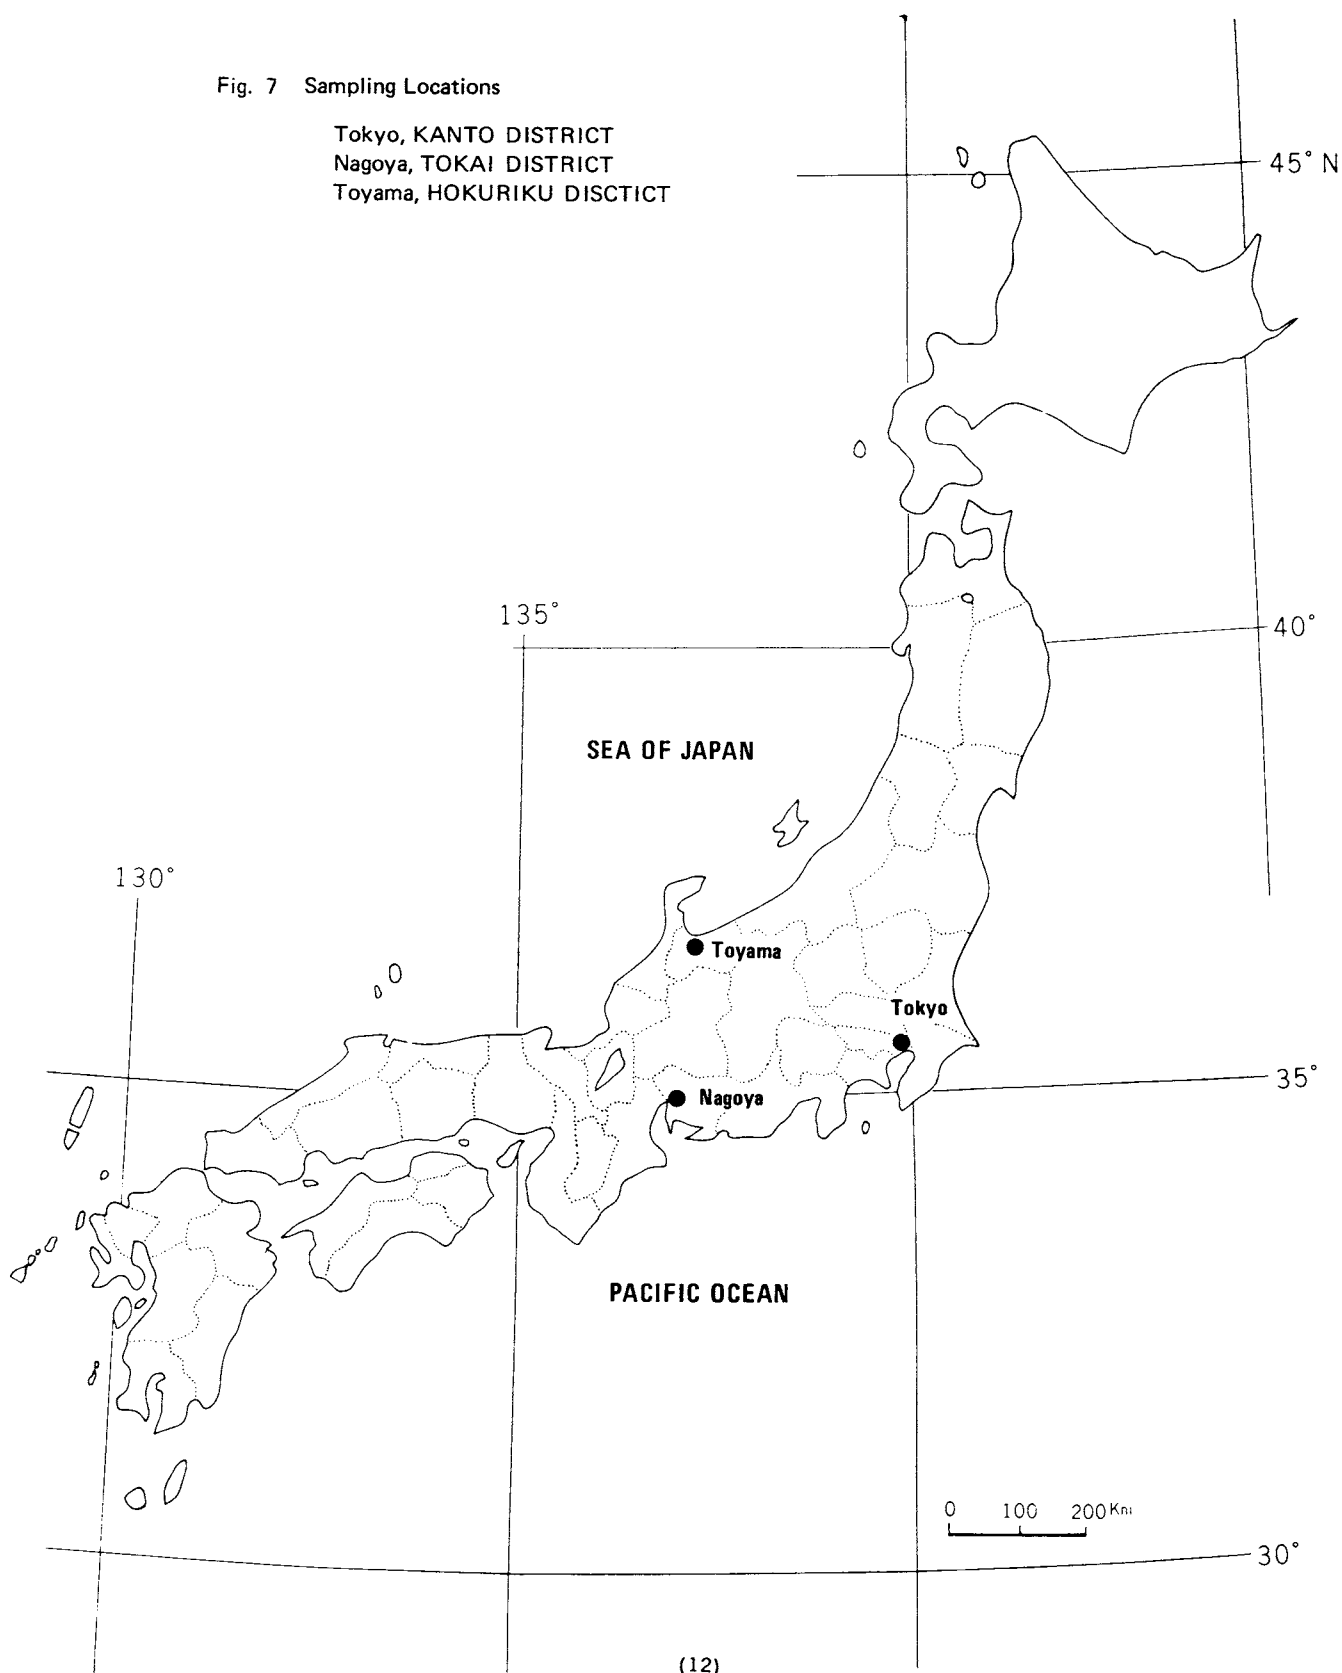 Fig. 7 Sampling Locations
Tokyo, KANTO DISTRICT
Nagoya, TOKAI DISTRICT
Toyama, HOKURIKU DISCTICT
45° N
135°
40°
SEA OF JAPAN
130°
Toyama
Tokyo
35°
Nagoya
PACIFIC OCEAN
0 100 200 Km
30°
(12)